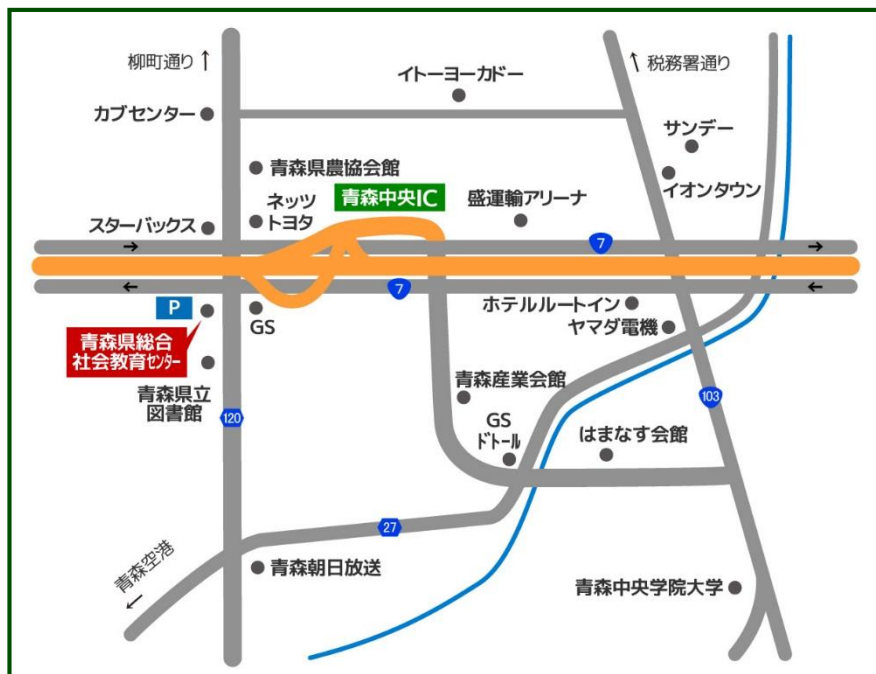 柳町通り↑
↑税務署通り
イトーヨーカドー
カブセンター
サンデー
青森県農協会館
イオンタウン
ネッツ
トヨタ
青森中央IC
盛運輸アリーナ
スターバックス
→
7
→
←
7
←
P
GS
ホテルルートイン
ヤマダ電機
青森県総合
社会教育センター
青森県立
図書館
青森産業会館
103
120
GS
ドトール
はまなす会館
27
青森空港
←
青森朝日放送
青森中央学院大学